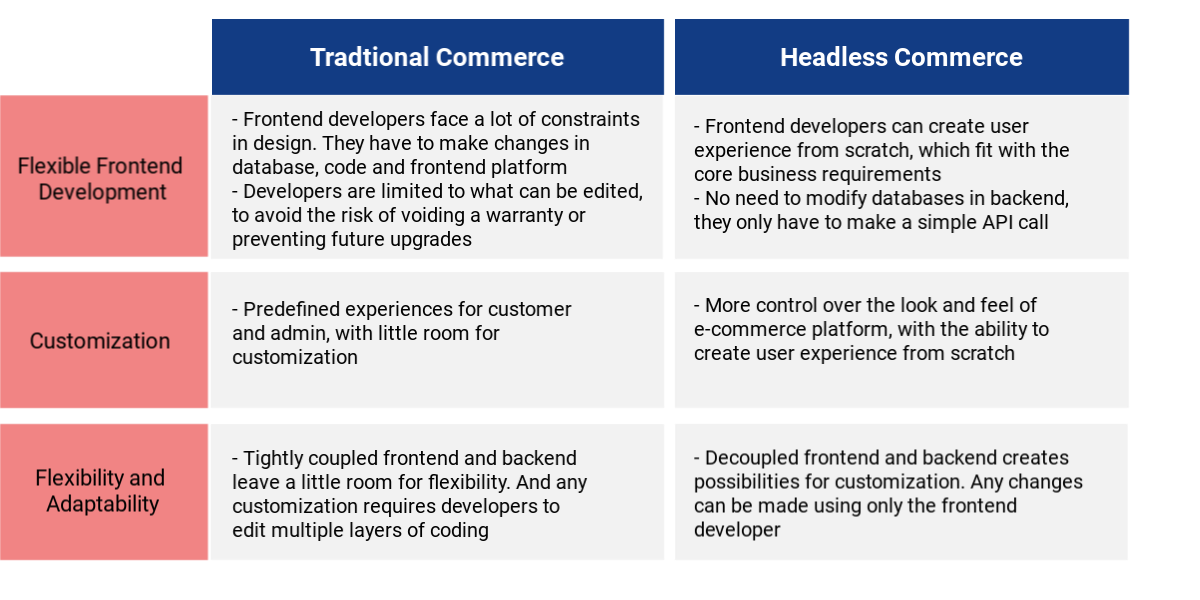 Tradtional Commerce
Headless Commerce
Flexible Frontend
Development
- Frontend developers face a lot of constraints
in design. They have to make changes in
database, code and frontend platform
- Developers are limited to what can be edited,
to avoid the risk of voiding a warranty or
preventing future upgrades
- Frontend developers can create user
experience from scratch, which fit with the
core business requirements
- No need to modify databases in backend,
they only have to make a simple API call
Customization
- Predefined experiences for customer
and admin, with little room for
customization
- More control over the look and feel of
e-commerce platform, with the ability to
create user experience from scratch
Flexibility and
Adaptability
- Tightly coupled frontend and backend
leave a little room for flexibility. And any
customization requires developers to
edit multiple layers of coding
- Decoupled frontend and backend creates
possibilities for customization. Any changes
can be made using only the frontend
developer